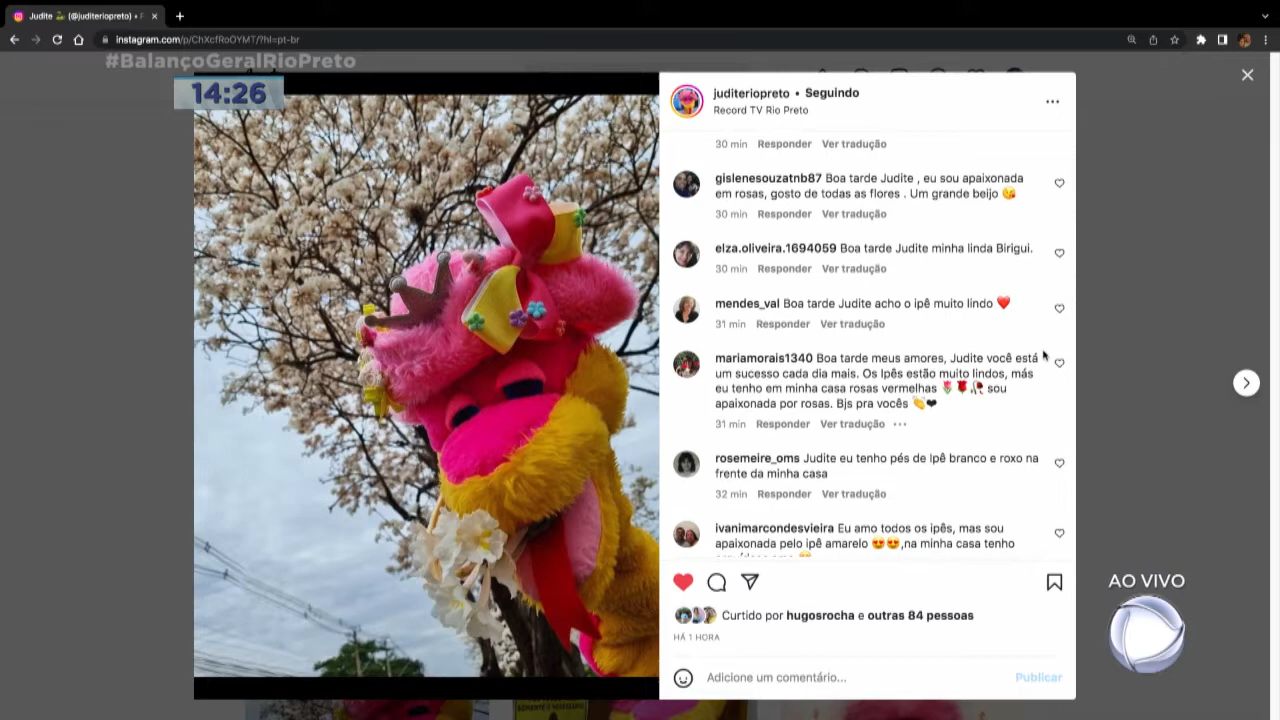 Judite 🐍 (@juditeriopreto) •
instagram.com/p/ChXcfRoOYMT/?hl=pt-br
#BalançoGeralRioPreto
14:26
juditeriopreto • Seguindo
Record TV Rio Preto
30 min Responder Ver tradução
gislenesouzatnb87 Boa tarde Judite , eu sou apaixonada
em rosas, gosto de todas as flores . Um grande beijo 😘
30 min Responder Ver tradução
elza.oliveira.1694059 Boa tarde Judite minha linda Birigui.
30 min Responder Ver tradução
mendes_val Boa tarde Judite acho o ipê muito lindo ❤️
31 min Responder Ver tradução
mariamorais1340 Boa tarde meus amores, Judite você está
um sucesso cada dia mais. Os Ipês estão muito lindos, más
eu tenho em minha casa rosas vermelhas 🌷🌹🥀 sou
apaixonada por rosas. Bjs pra vocês 👏❤
31 min Responder Ver tradução
rosemeire_oms Judite eu tenho pés de Ipê branco e roxo na
frente da minha casa
32 min Responder Ver tradução
ivanimarcondesvieira Eu amo todos os ipês, mas sou
apaixonada pelo ipê amarelo 😍😍,na minha casa tenho
Curtido por hugosrocha e outras 84 pessoas
HÁ 1 HORA
Adicione um comentário... Publicar
AO VIVO